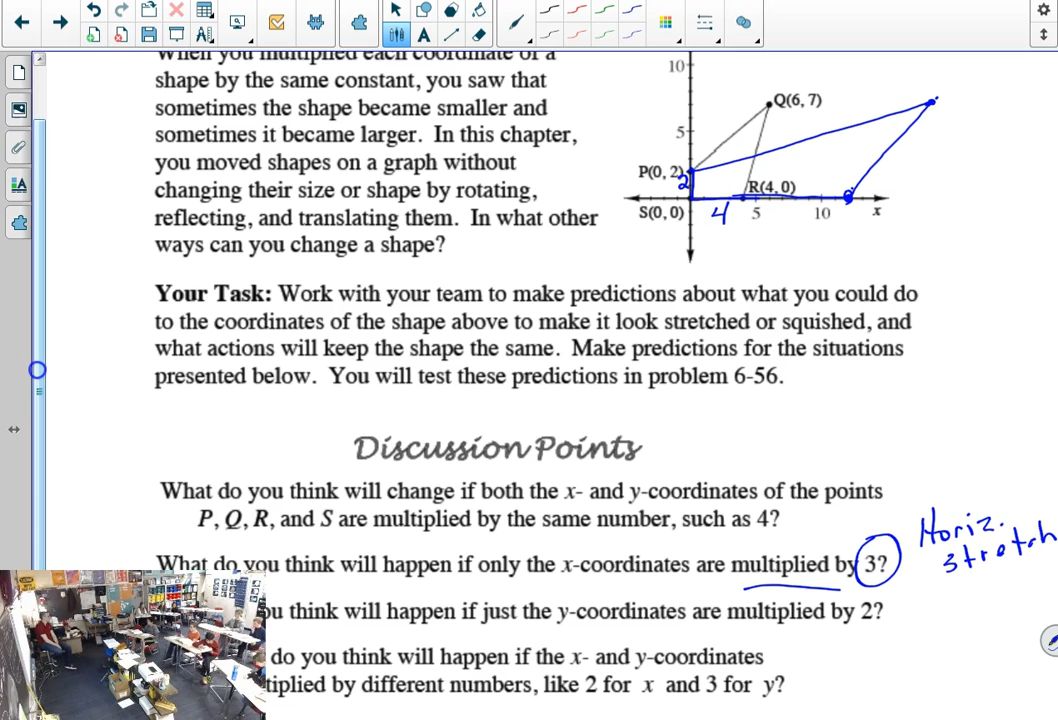 When you multiplied each coordinate of a
shape by the same constant, you saw that
sometimes the shape became smaller and
sometimes it became larger. In this chapter,
you moved shapes on a graph without
changing their size or shape by rotating,
reflecting, and translating them. In what other
ways can you change a shape?
10
Q(6, 7)
5
P(0, 2)
2
R(4, 0)
S(0, 0)
4
5
10
x
Your Task: Work with your team to make predictions about what you could do
to the coordinates of the shape above to make it look stretched or squished, and
what actions will keep the shape the same. Make predictions for the situations
presented below. You will test these predictions in problem 6-56.
Discussion Points
What do you think will change if both the x- and y-coordinates of the points
P, Q, R, and S are multiplied by the same number, such as 4?
What do you think will happen if only the x-coordinates are multiplied by 3?
Horiz.
stretch
ou think will happen if just the y-coordinates are multiplied by 2?
do you think will happen if the x- and y-coordinates
tiplied by different numbers, like 2 for x and 3 for y?